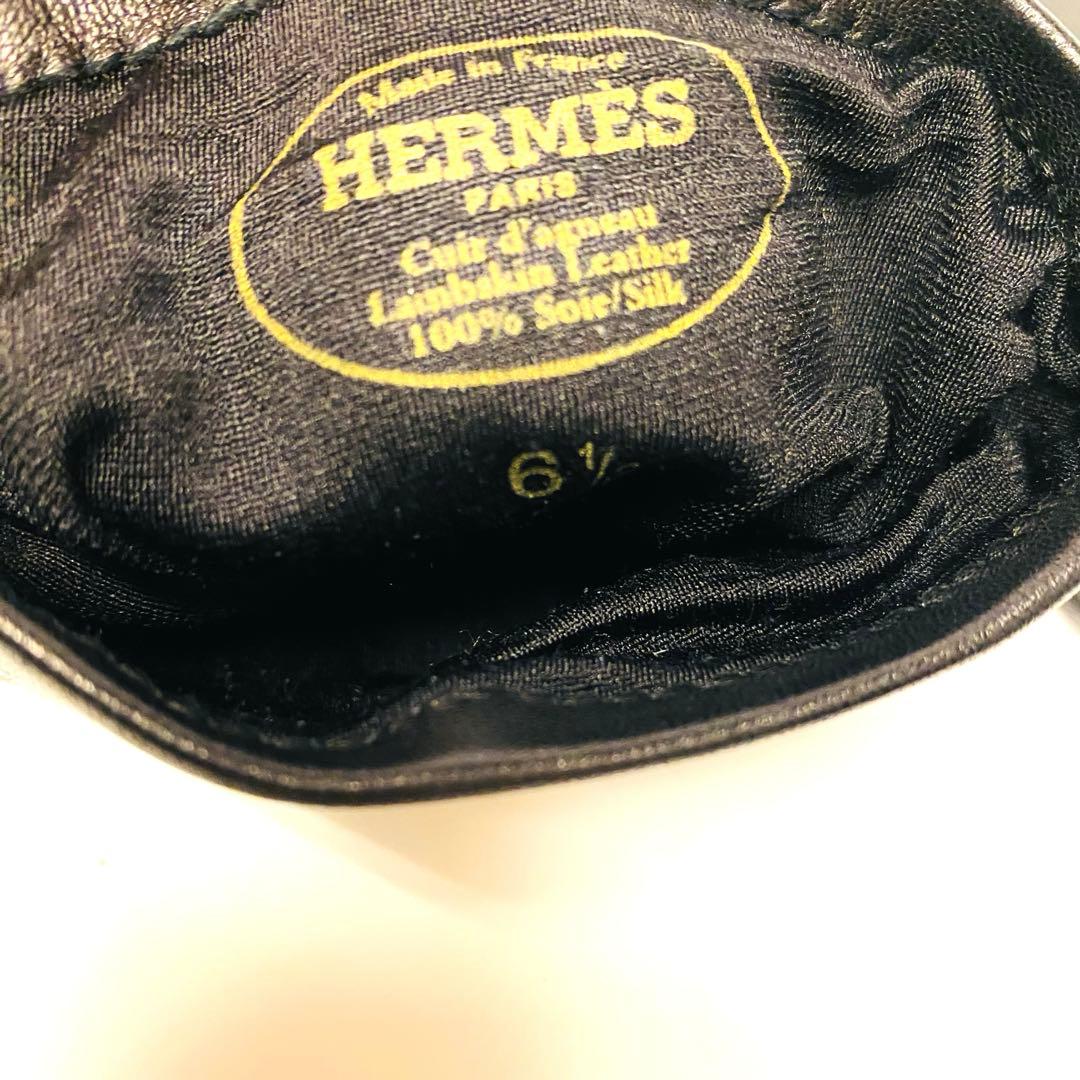 Made in France
HERMÈS
PARIS
Cuir d'agneau
Lambskin Leather
100% Soie/Silk
6 ½